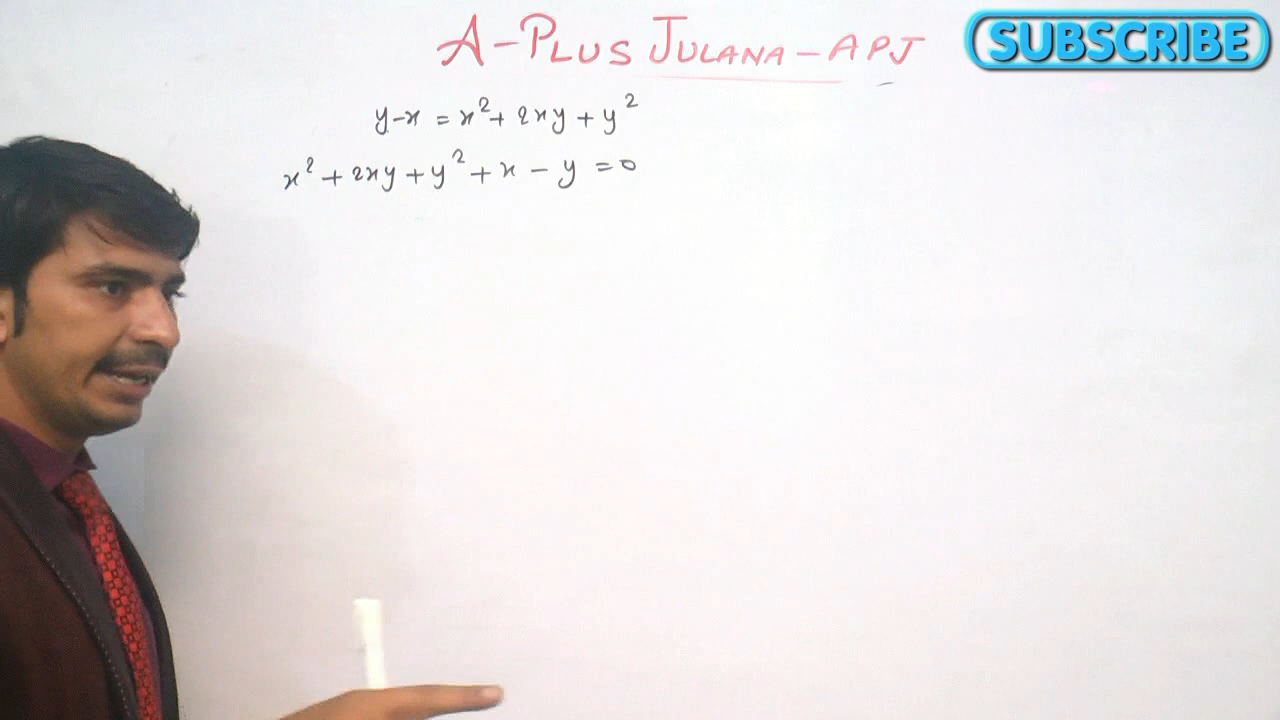 A-PLUS JULANA-APJ
SUBSCRIBE
y-x = x²+ 2xy + y²
x² + 2xy + y² + x - y = 0